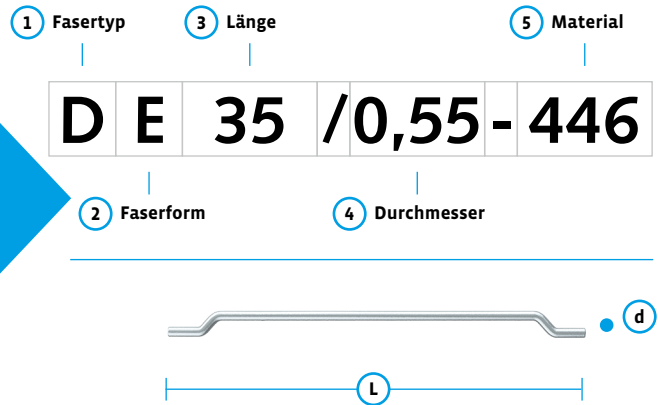 1 Fasertyp 3 Länge 5 Material
D E 35 /0,55-446
2 Faserform 4 Durchmesser
d
L